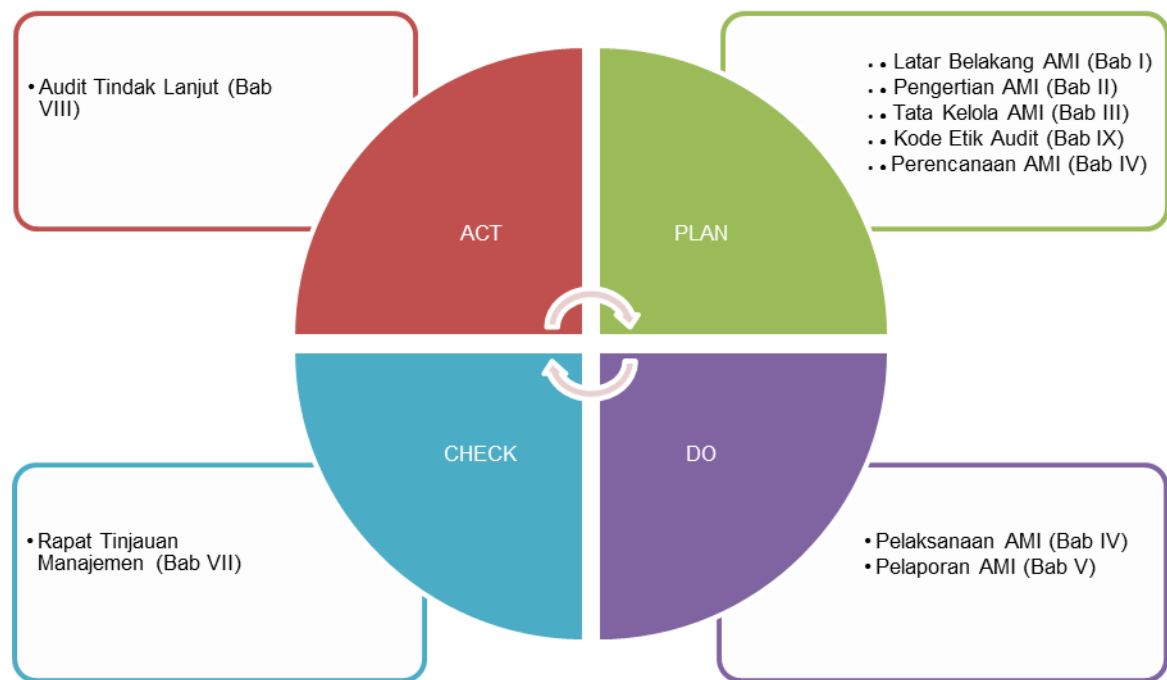 • Audit Tindak Lanjut (Bab
VIII)
ACT
PLAN
• • Latar Belakang AMI (Bab I)
• • Pengertian AMI (Bab II)
• • Tata Kelola AMI (Bab III)
• • Kode Etik Audit (Bab IX)
• • Perencanaan AMI (Bab IV)
CHECK
DO
• Rapat Tinjauan
Manajemen (Bab VII)
• Pelaksanaan AMI (Bab IV)
• Pelaporan AMI (Bab V)